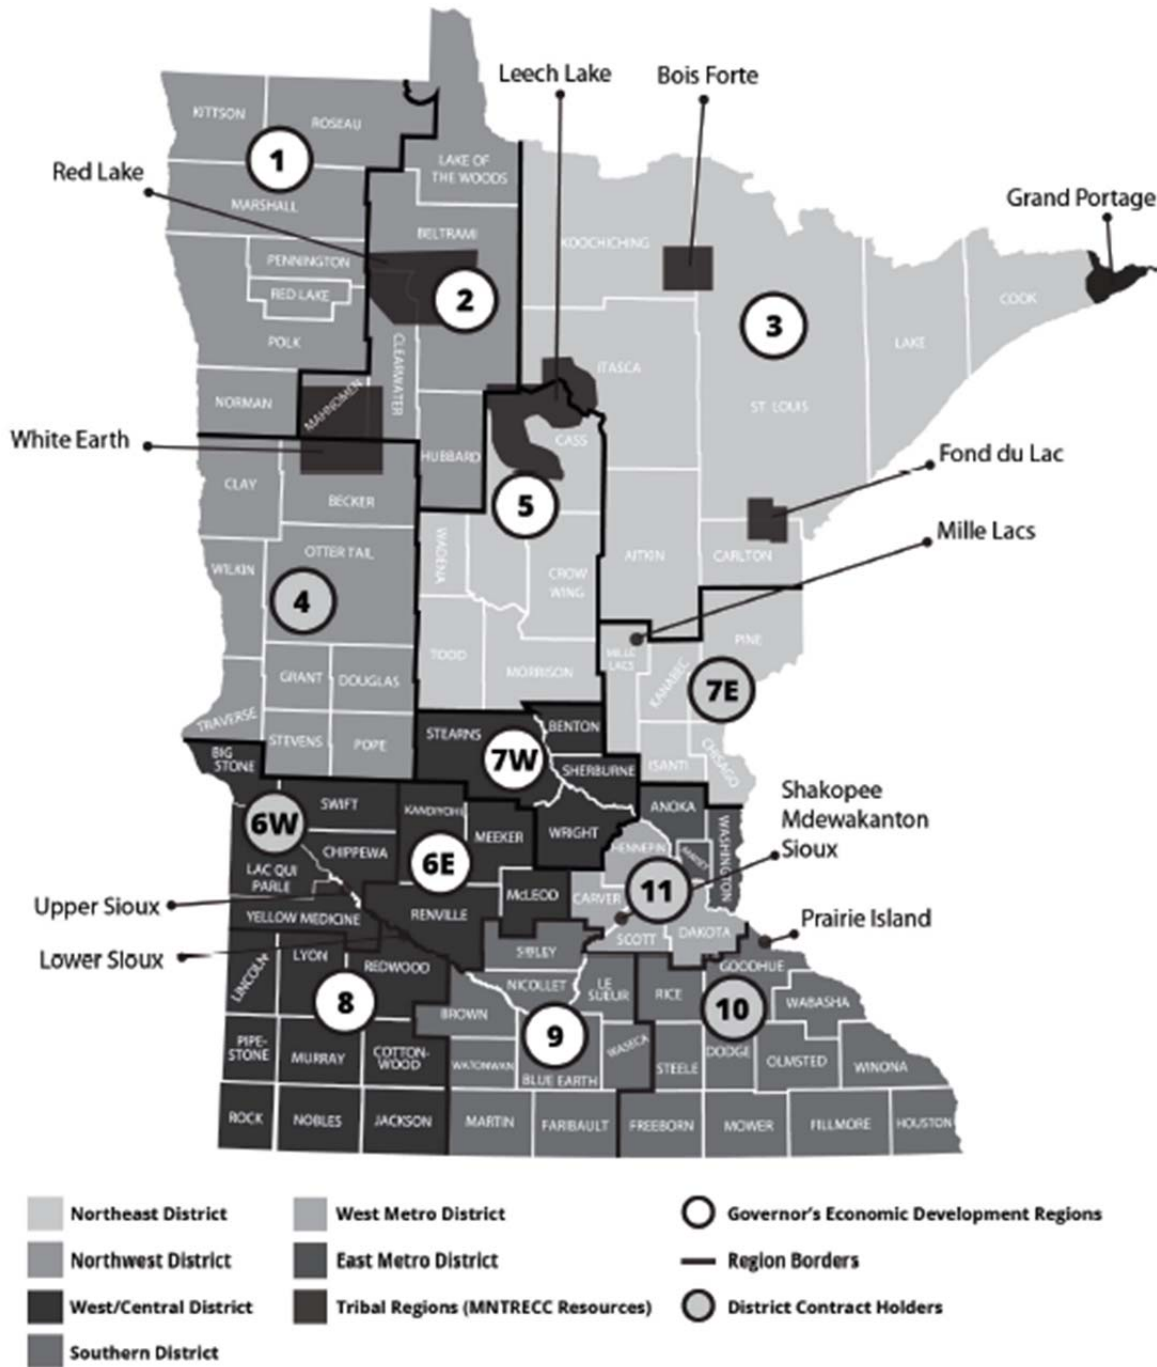 Leech Lake
Bois Forte
Red Lake
Grand Portage
White Earth
Fond du Lac
Mille Lacs
Shakopee
Mdewakanton
Sioux
Prairie Island
Upper Sioux
Lower Sioux
KITTSON
ROSEAU
1
LAKE OF
THE WOODS
MARSHALL
BELTRAMI
KOOCHICHING
PENNINGTON
RED LAKE
2
3
COOK
POLK
CLEARWATER
ITASCA
LAKE
NORMAN
MAHNOMEN
ST LOUIS
CASS
HUBBARD
CLAY
BECKER
5
OTTER TAIL
WADENA
AITKIN
CARLTON
WILKIN
CROW
WING
4
TODD
MORRISON
MILLE
LACS
PINE
KANABEC
7E
GRANT
DOUGLAS
TRAVERSE
STEVENS
POPE
STEARNS
BENTON
7W
SHERBURNE
ISANTI
CHISAGO
BIG
STONE
SWIFT
KANDIYOHI
MEEKER
WRIGHT
ANOKA
WASHINGTON
6W
CHIPPEWA
6E
HENNEPIN
RAMSEY
LAC QUI
PARLE
McLEOD
CARVER
11
YELLOW MEDICINE
RENVILLE
SCOTT
DAKOTA
LINCOLN
LYON
REDWOOD
SIBLEY
GOODHUE
NICOLLET
LE
SUEUR
RICE
WABASHA
8
BROWN
9
10
PIPE-
STONE
MURRAY
COTTON-
WOOD
WATONWAN
BLUE EARTH
WASECA
STEELE
DODGE
OLMSTED
WINONA
ROCK
NOBLES
JACKSON
MARTIN
FARIBAULT
FREEBORN
MOWER
FILLMORE
HOUSTON
Northeast District
Northwest District
West/Central District
Southern District
West Metro District
East Metro District
Tribal Regions (MNTRECC Resources)
Governor's Economic Development Regions
Region Borders
District Contract Holders